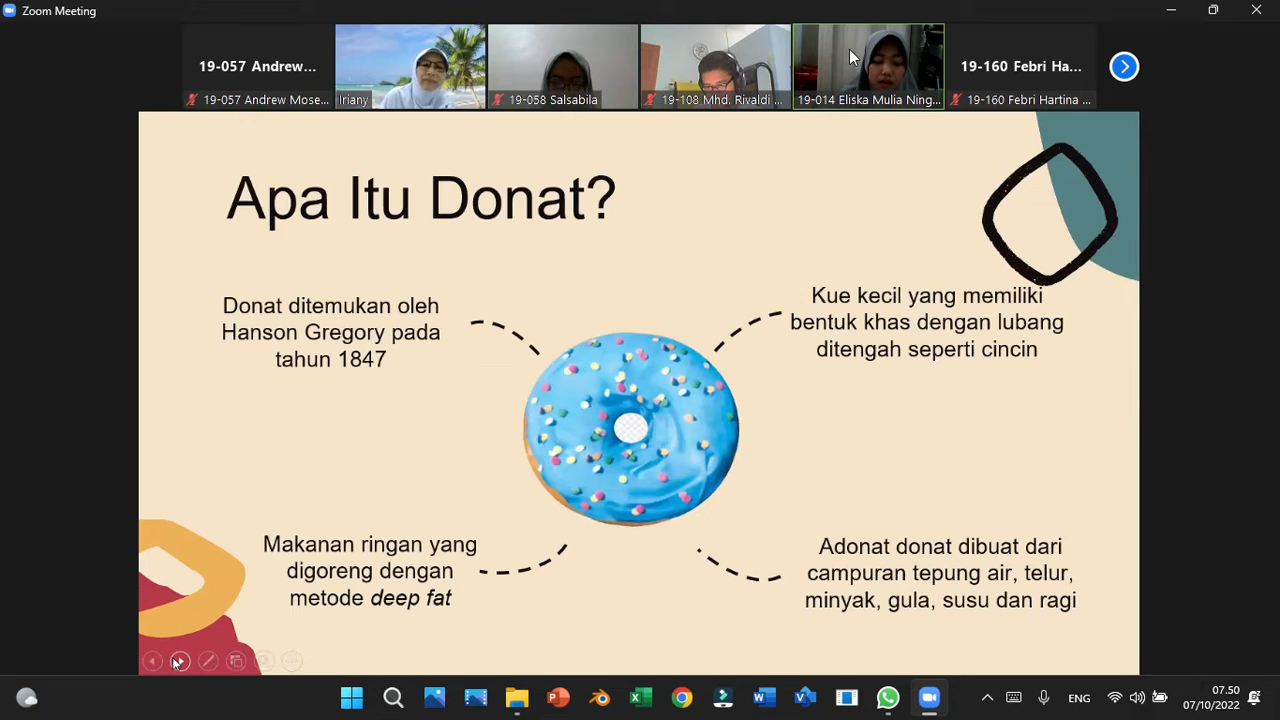 Zoom Meeting
19-057 Andrew...
19-160 Febri Ha...
19-057 Andrew Mose...
Iriany
19-058 Salsabila
19-108 Mhd. Rivaldi ...
19-014 Eliska Mulia Ning...
19-160 Febri Hartina ...
Apa Itu Donat?
Donat ditemukan oleh
Hanson Gregory pada
tahun 1847
Kue kecil yang memiliki
bentuk khas dengan lubang
ditengah seperti cincin
Makanan ringan yang
digoreng dengan
metode deep fat
Adonat donat dibuat dari
campuran tepung air, telur,
minyak, gula, susu dan ragi
ENG
07.50
07/10/2022